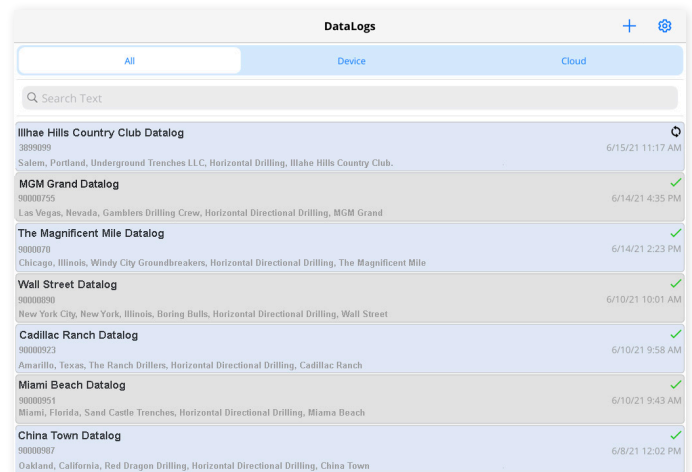 DataLogs
All Device Cloud
Search Text
Illhae Hills Country Club Datalog
3899099 6/15/21 11:17 AM
Salem, Portland, Underground Trenches LLC, Horizontal Drilling, Illahe Hills Country Club.
MGM Grand Datalog
90000755 6/14/21 4:35 PM
Las Vegas, Nevada, Gamblers Drilling Crew, Horizontal Directional Drilling, MGM Grand
The Magnificent Mile Datalog
9000070 6/14/21 2:23 PM
Chicago, Illinois, Windy City Groundbreakers, Horizontal Directional Drilling, The Magnificent Mile
Wall Street Datalog
90000890 6/10/21 10:01 AM
New York City, New York, Illinois, Boring Bulls, Horizontal Directional Drilling, Wall Street
Cadillac Ranch Datalog
90000923 6/10/21 9:58 AM
Amarillo, Texas, The Ranch Drillers, Horizontal Directional Drilling, Cadillac Ranch
Miami Beach Datalog
90000951 6/10/21 9:43 AM
Miami, Florida, Sand Castle Trenches, Horizontal Directional Drilling, Miama Beach
China Town Datalog
90000987 6/8/21 12:02 PM
Oakland, California, Red Dragon Drilling, Horizontal Directional Drilling, China Town